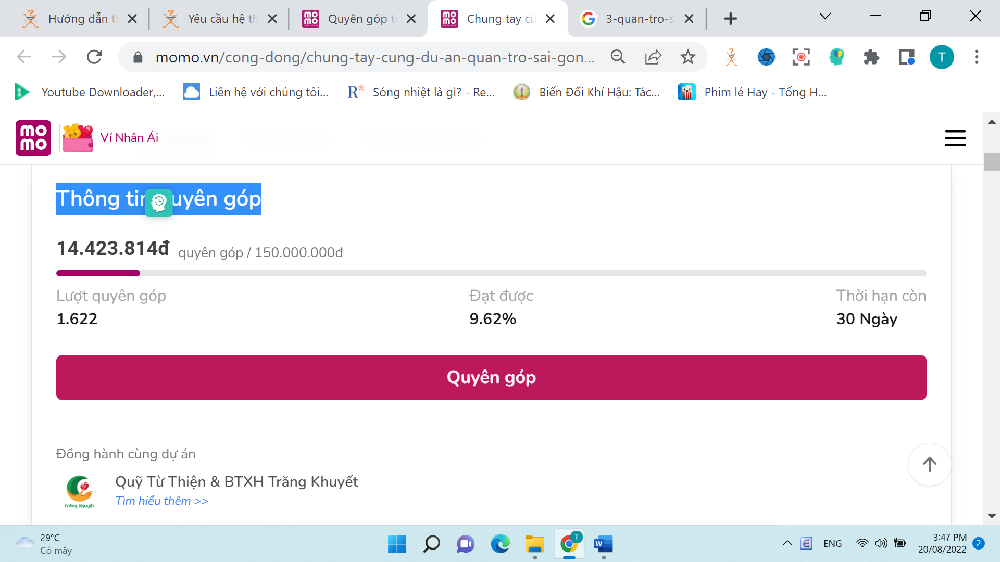 Hướng dẫn t
Yêu cầu hệ th
Quyên góp từ
Chung tay cù
3-quan-tro-s
momo.vn/cong-dong/chung-tay-cung-du-an-quan-tro-sai-gon...
T
Youtube Downloader,...
Liên hệ với chúng tôi...
R*
Sóng nhiệt là gì? - Re...
Biến Đổi Khí Hậu: Tác...
Phim lẻ Hay - Tổng H...
mo
mo
Ví Nhân Ái
Thông tin uyên góp
14.423.814đ quyên góp / 150.000.000đ
Lượt quyên góp
Đạt được
Thời hạn còn
1.622
9.62%
30 Ngày
Quyên góp
Đồng hành cùng dự án
Quỹ Từ Thiện & BTXH Trăng Khuyết
Trăng Khuyết
Tìm hiểu thêm >>
29°C
Có mây
T
W
E
ENG
3:47 PM
20/08/2022
2